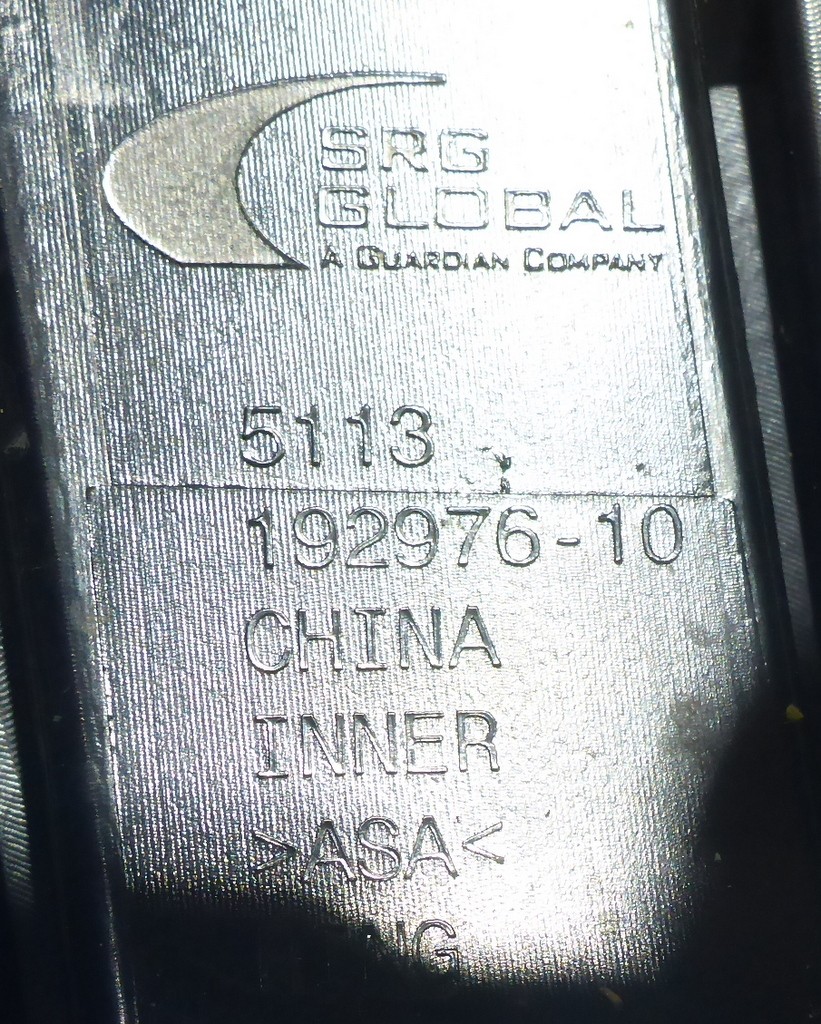 SRG
GLOBAL
A GUARDIAN COMPANY
5113
192976-10
CHINA
INNER
>ASA<